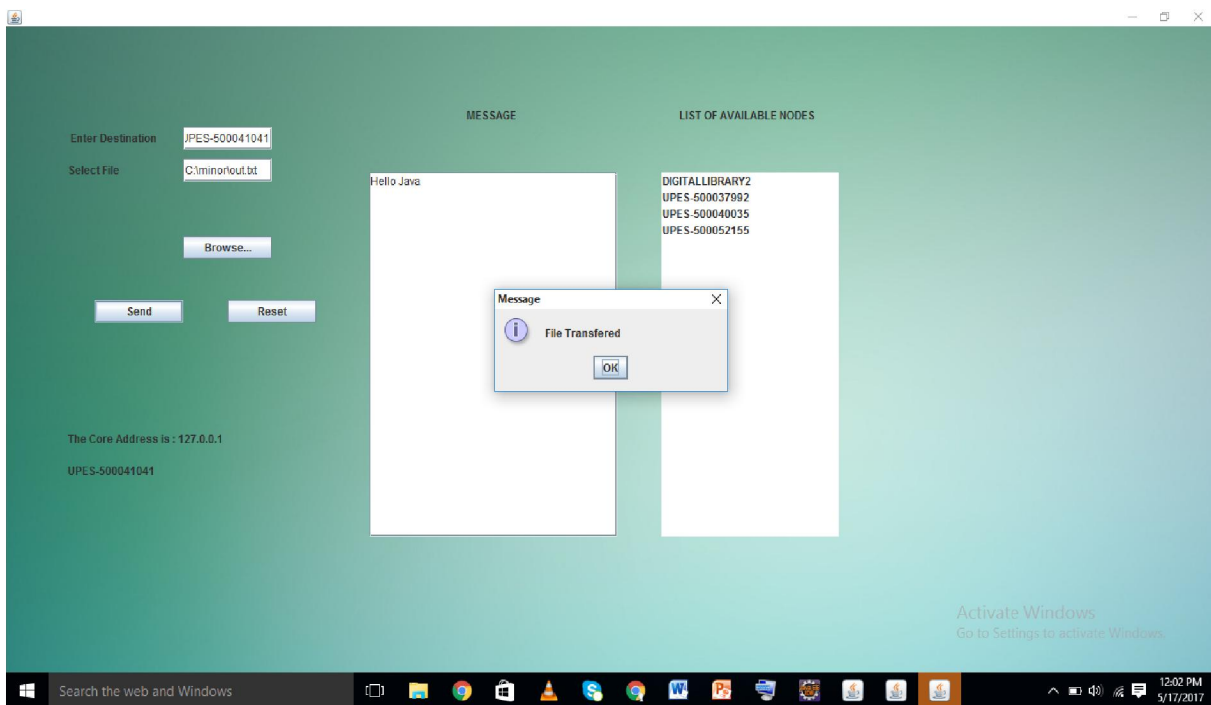 MESSAGE
LIST OF AVAILABLE NODES
Enter Destination
JPES-500041041
Select File
C:\minor\out.txt
Browse...
Send
Reset
Hello Java
DIGITALLIBRARY2
UPES-500037992
UPES-500040035
UPES-500052155
Message
File Transfered
OK
The Core Address is : 127.0.0.1
UPES-500041041
Activate Windows
Go to Settings to activate Windows.
Search the web and Windows
12:02 PM
5/17/2017